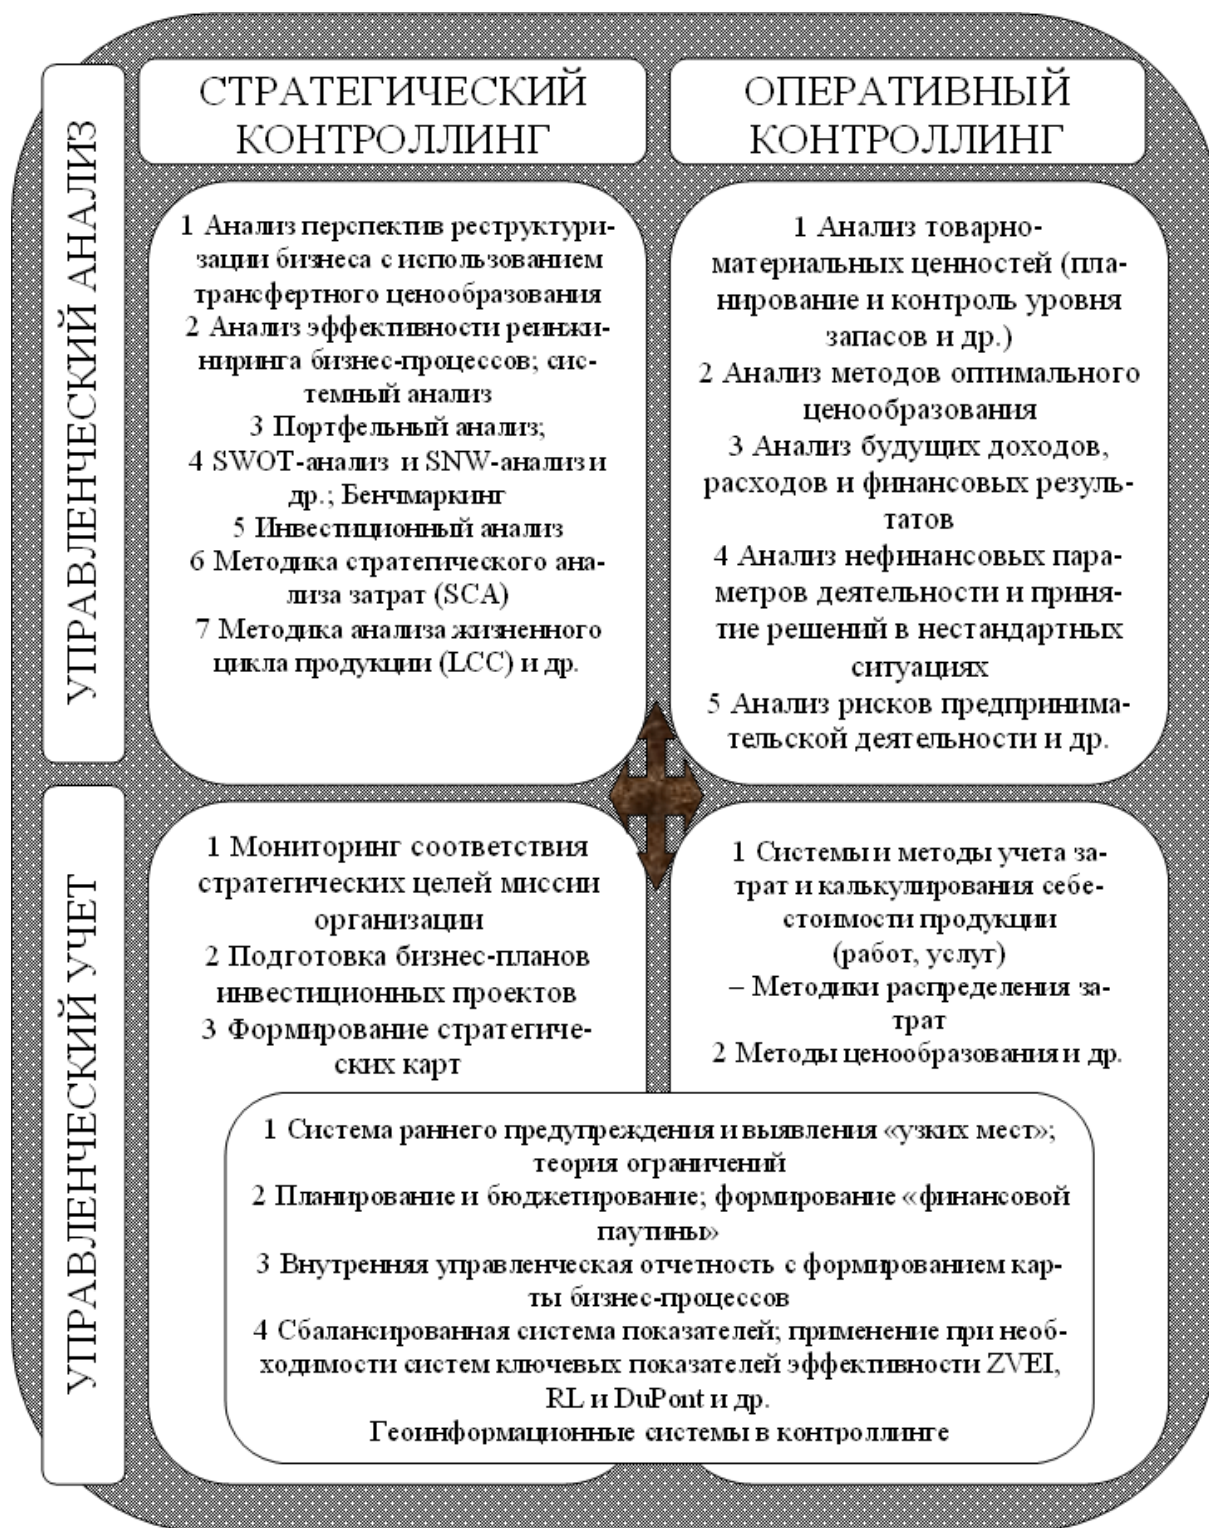 СТРАТЕГИЧЕСКИЙ
КОНТРОЛЛИНГ
ОПЕРАТИВНЫЙ
КОНТРОЛЛИНГ
УПРАВЛЕНЧЕСКИЙ АНАЛИЗ
1 Анализ перспектив реструктури-
зации бизнеса с использованием
трансфертного ценообразования
2 Анализ эффективности реинжи-
ниринга бизнес-процессов; сис-
темный анализ
3 Портфельный анализ;
4 SWOT-анализ и SNW-анализ и
др.; Бенчмаркинг
5 Инвестиционный анализ
6 Методика стратегического ана-
лиза затрат (SCA)
7 Методика анализа жизненного
цикла продукции (LCC) и др.
1 Анализ товарно-
материальных ценностей (пла-
нирование и контроль уровня
запасов и др.)
2 Анализ методов оптимального
ценообразования
3 Анализ будущих доходов,
расходов и финансовых резуль-
татов
4 Анализ нефинансовых пара-
метров деятельности и приня-
тие решений в нестандартных
ситуациях
5 Анализ рисков предпринима-
тельской деятельности и др.
УПРАВЛЕНЧЕСКИЙ УЧЕТ
1 Мониторинг соответствия
стратегических целей миссии
организации
2 Подготовка бизнес-планов
инвестиционных проектов
3 Формирование стратегиче-
ских карт
1 Системы и методы учета за-
трат и калькулирования себе-
стоимости продукции
(работ, услуг)
– Методики распределения за-
трат
2 Методы ценообразования и др.
1 Система раннего предупреждения и выявления «узких мест»;
теория ограничений
2 Планирование и бюджетирование; формирование «финансовой
паутины»
3 Внутренняя управленческая отчетность с формированием кар-
ты бизнес-процессов
4 Сбалансированная система показателей; применение при необ-
ходимости систем ключевых показателей эффективности ZVEI,
RL и DuPont и др.
Геоинформационные системы в контроллинге